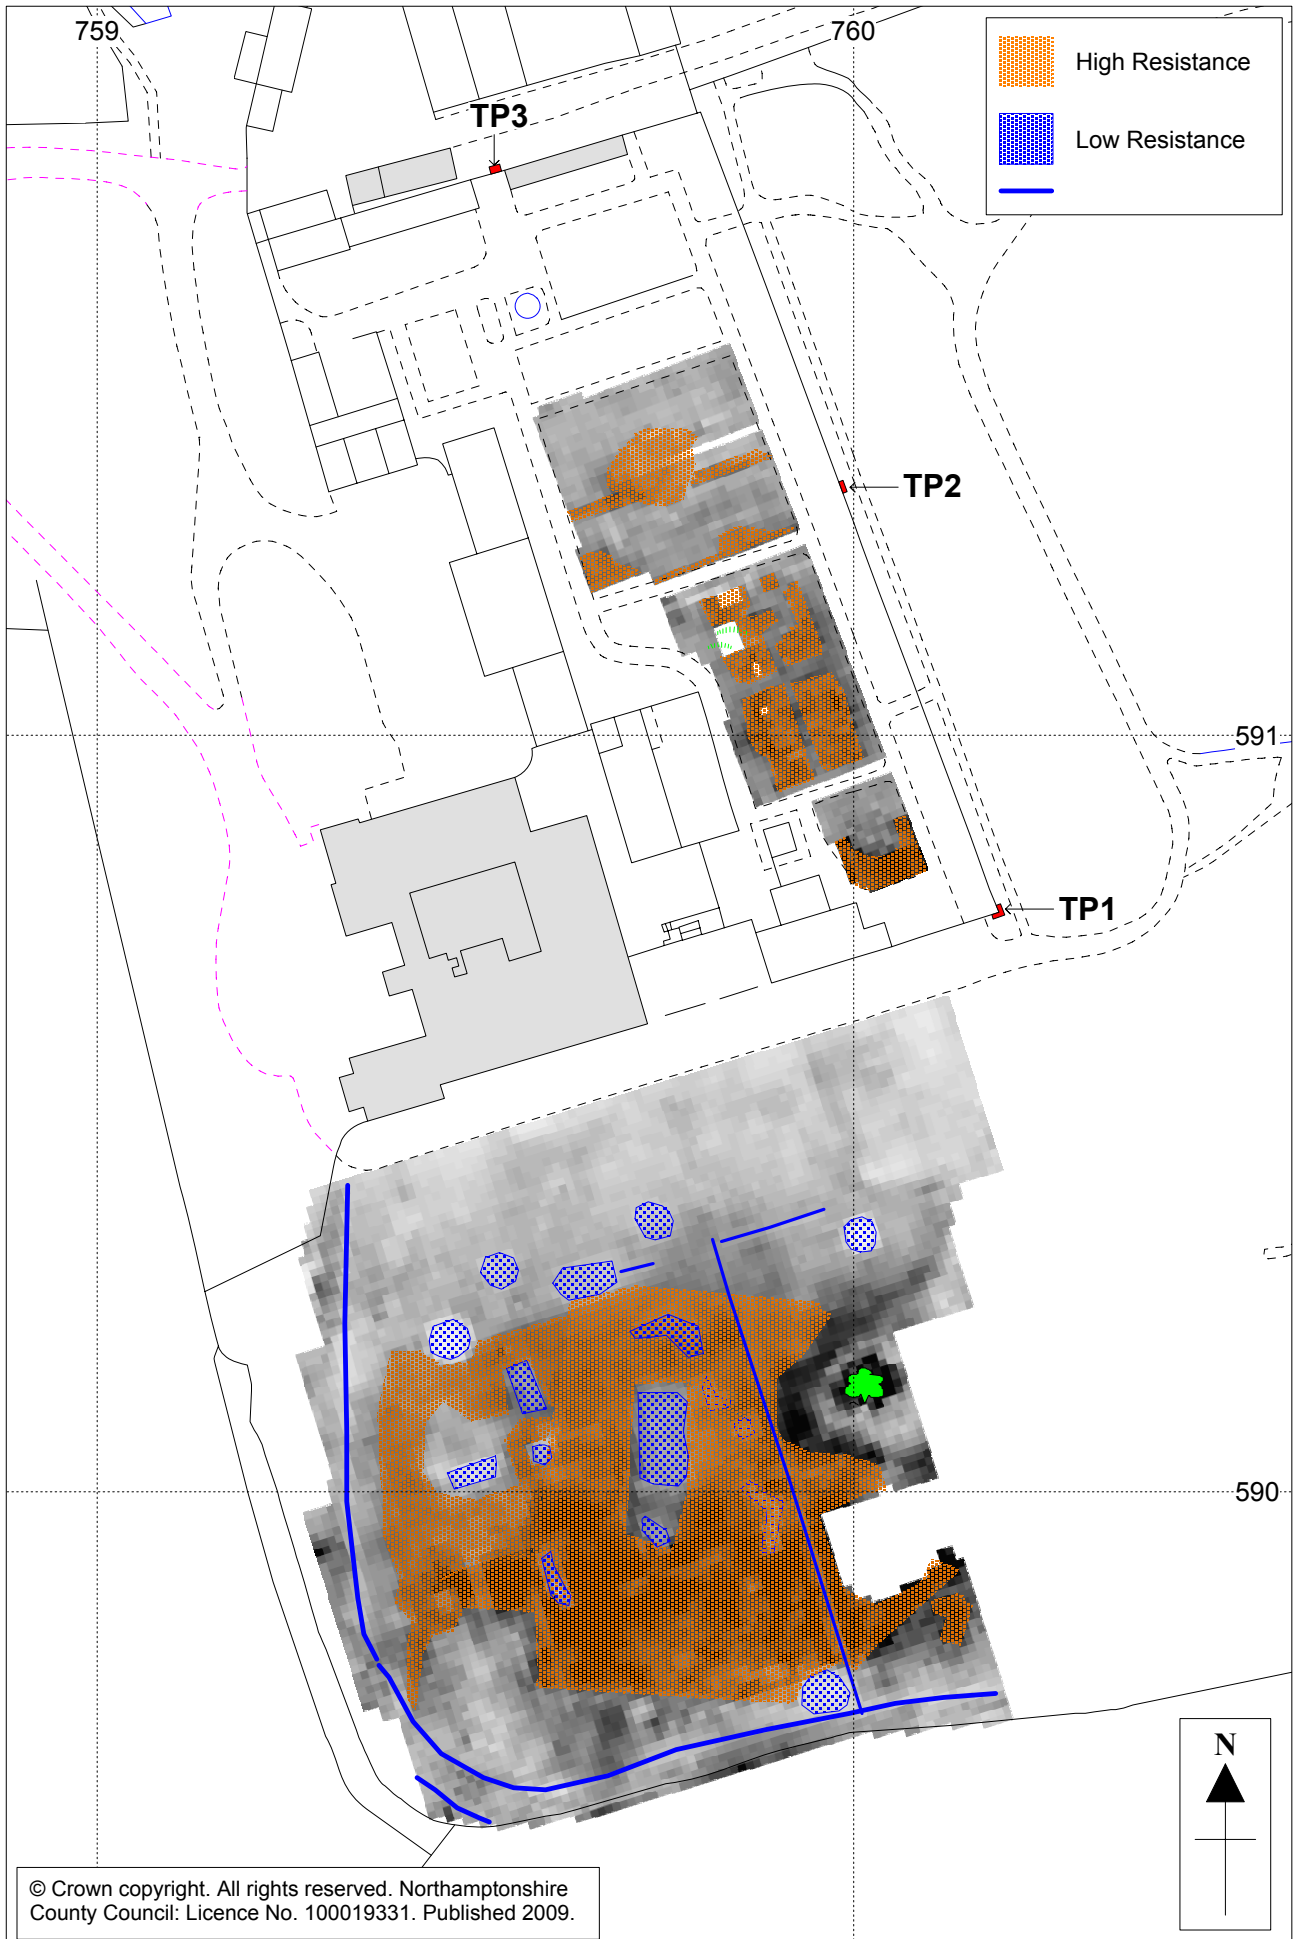 759
760
High Resistance
Low Resistance
TP3
TP2
591
TP1
590
N
© Crown copyright. All rights reserved. Northamptonshire
County Council: Licence No. 100019331. Published 2009.